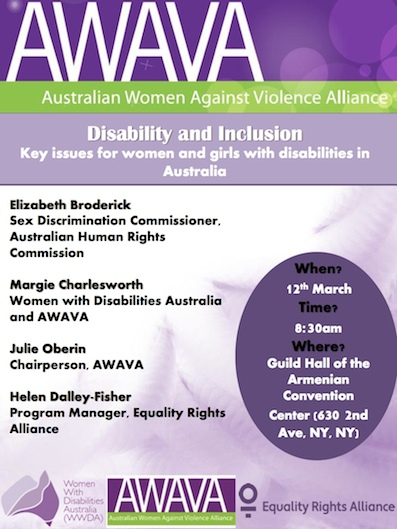 AWAVA
Australian Women Against Violence Alliance
Disability and Inclusion
Key issues for women and girls with disabilities in
Australia
Elizabeth Broderick
Sex Discrimination Commissioner,
Australian Human Rights
Commission
Margie Charlesworth
Women with Disabilities Australia
and AWAVA
Julie Oberin
Chairperson, AWAVA
Helen Dalley-Fisher
Program Manager, Equality Rights
Alliance
When?
12th March
Time?
8:30am
Where?
Guild Hall of the
Armenian
Convention
Center (630 2nd
Ave, NY, NY)
Women
With
Disabilities
Australia
(WWDA)
AWAVA
Australian Women Against Violence Alliance
Equality Rights Alliance